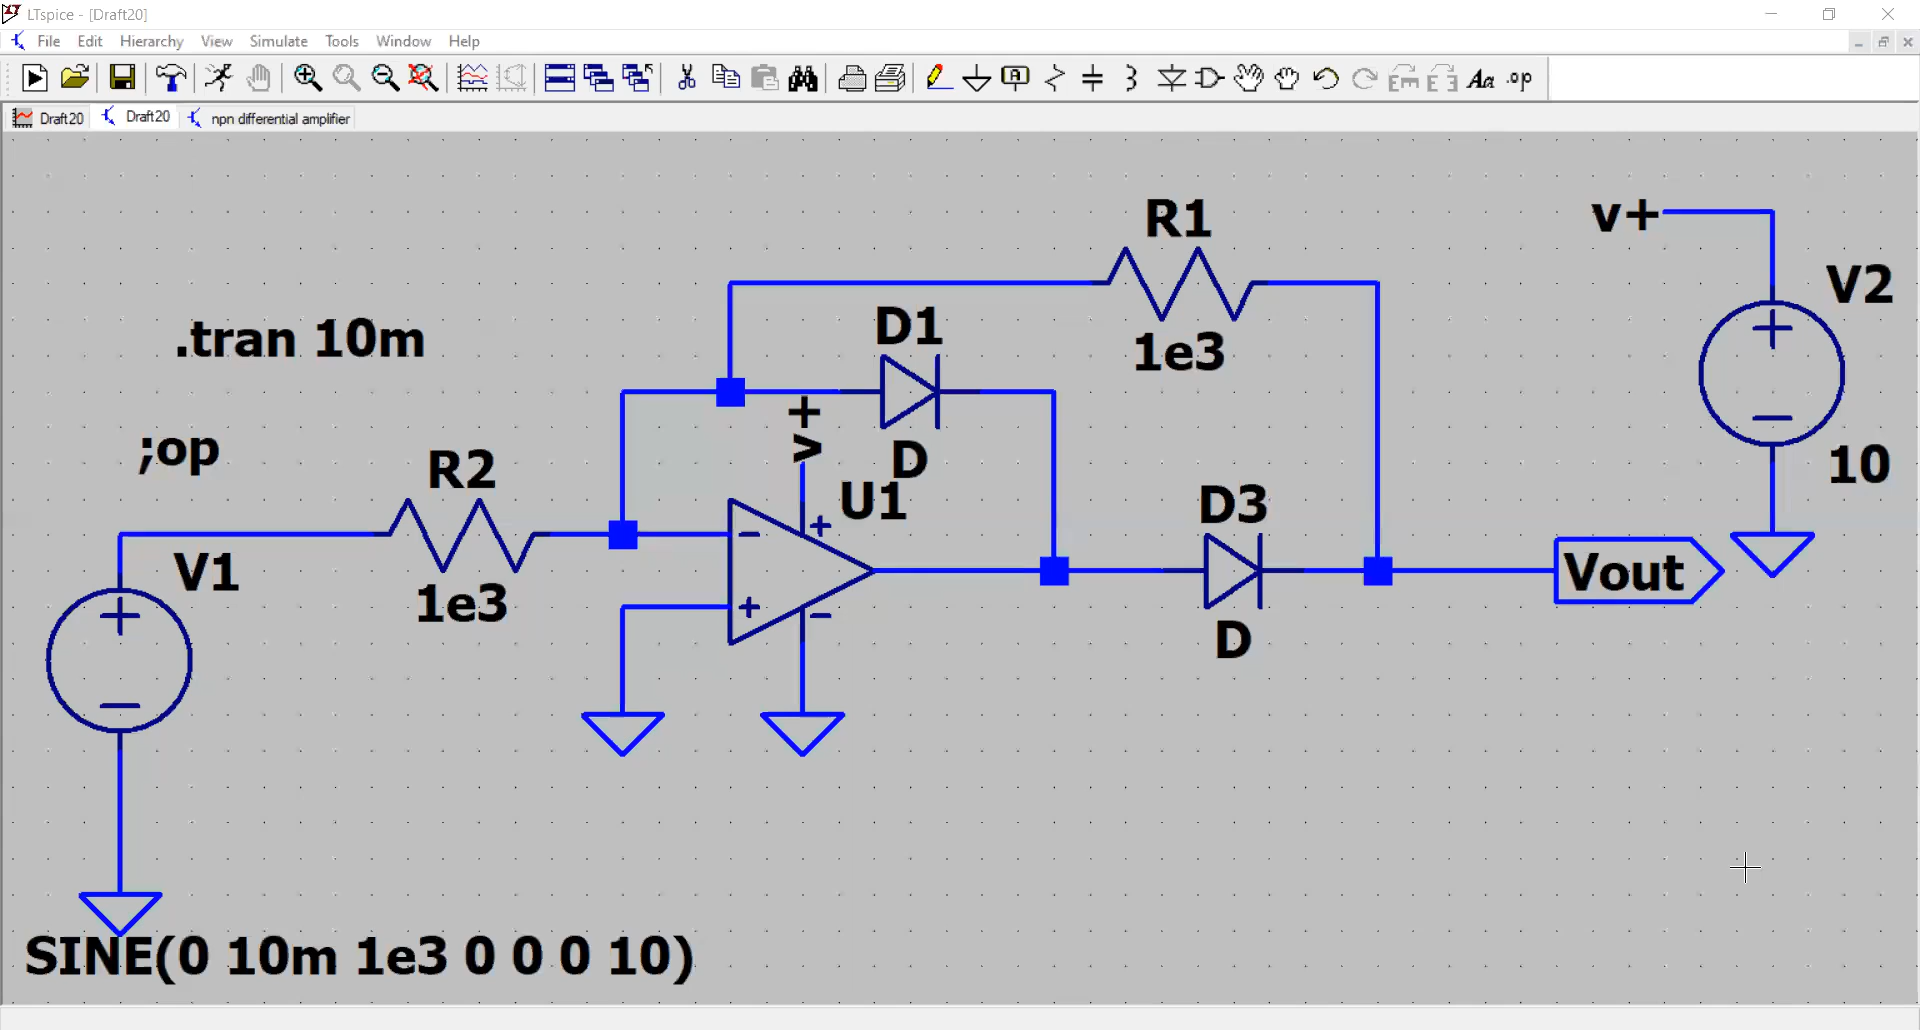 LTspice - [Draft20]
File Edit Hierarchy View Simulate Tools Window Help
Draft20 Draft20 npn differential amplifier
R1
1e3
v+
V2
10
.tran 10m
;op
D1
D
v+
U1
R2
1e3
V1
D3
D
Vout
SINE(0 10m 1e3 0 0 0 10)